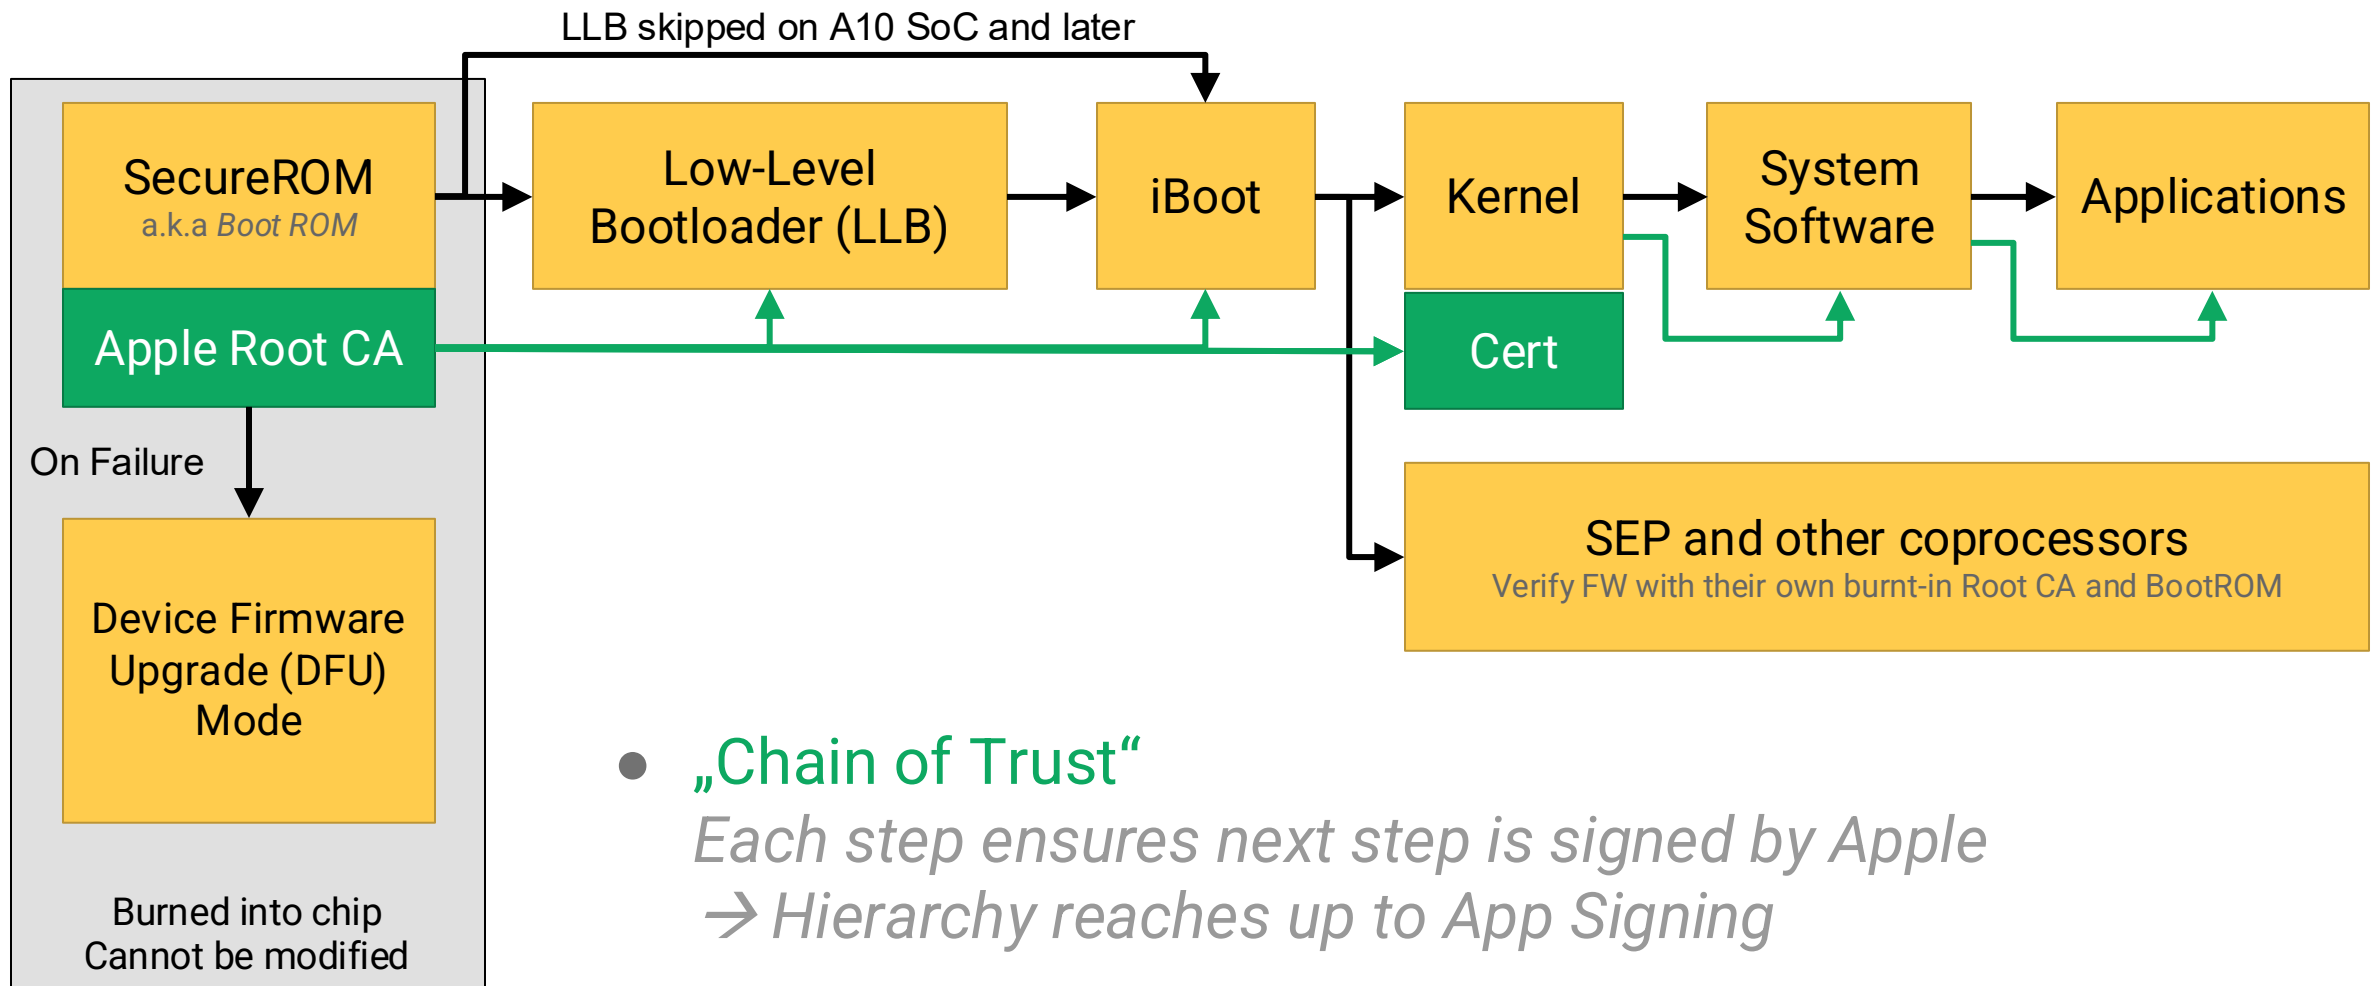 LLB skipped on A10 SoC and later
SecureROM
a.k.a Boot ROM
Apple Root CA
Low-Level
Bootloader (LLB)
iBoot
Kernel
Cert
System
Software
Applications
On Failure
Device Firmware
Upgrade (DFU)
Mode
Burned into chip
Cannot be modified
SEP and other coprocessors
Verify FW with their own burnt-in Root CA and BootROM
● „Chain of Trust“
Each step ensures next step is signed by Apple
→ Hierarchy reaches up to App Signing